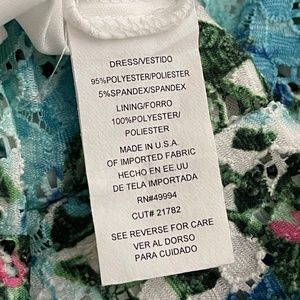 DRESS/VESTIDO
95%POLYESTER/POLIESTER
5%SPANDEX/SPANDEX
LINING/FORRO
100%POLYESTER/
POLIESTER
MADE IN U.S.A.
OF IMPORTED FABRIC
HECHO EN EE.UU
DE TELA IMPORTADA
RN#49994
CUT# 21782
SEE REVERSE FOR CARE
VER AL DORSO
PARA CUIDADO